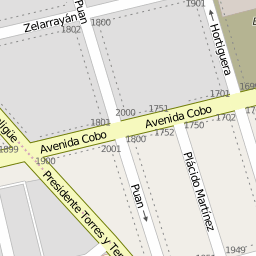 Zelarrayán
1802
1800
Puan
1901
Hortiguera
Avenida Cobo
1801
2000
1751
Avenida Cobo
1701
1899
1900
2001
1800
1752
1750
1702
Puan
Plácido Martínez
Presidente Torres y
1949